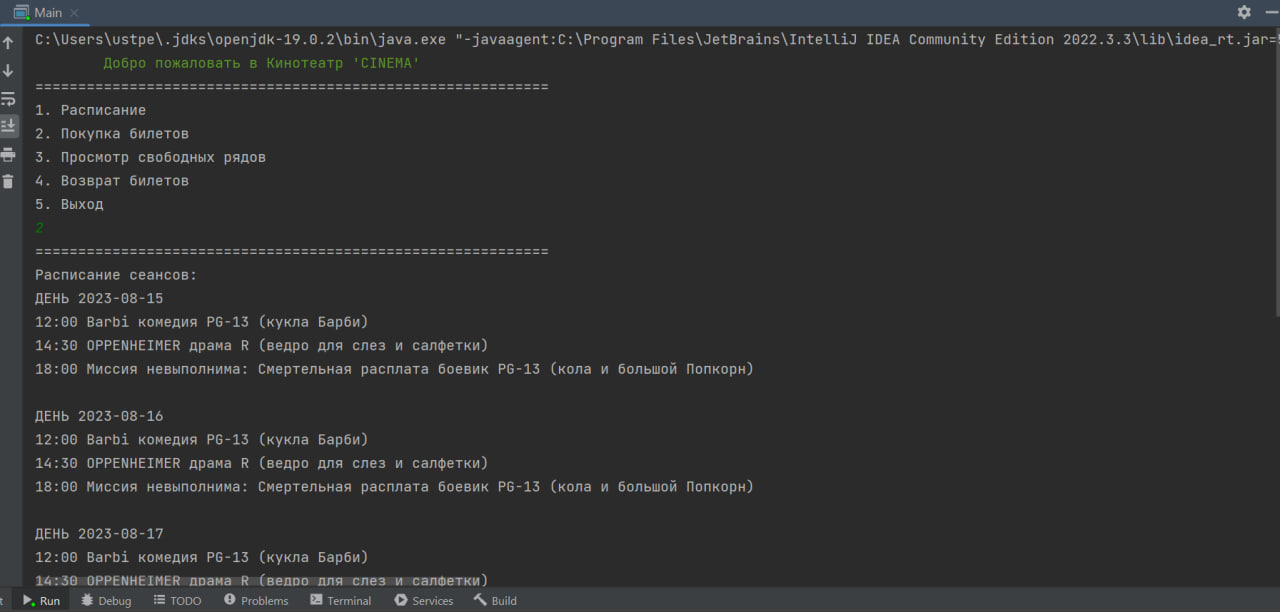 Main
C:\Users\ustpe\.jdks\openjdk-19.0.2\bin\java.exe "-javaagent:C:\Program Files\JetBrains\IntelliJ IDEA Community Edition 2022.3.3\lib\idea_rt.jar=
Добро пожаловать в Кинотеатр 'CINEMA'
============================================================
1. Расписание
2. Покупка билетов
3. Просмотр свободных рядов
4. Возврат билетов
5. Выход
2
============================================================
Расписание сеансов:
ДЕНЬ 2023-08-15
12:00 Barbi комедия PG-13 (кукла Барби)
14:30 OPPENHEIMER драма R (ведро для слез и салфетки)
18:00 Миссия невыполнима: Смертельная расплата боевик PG-13 (кола и большой Попкорн)
ДЕНЬ 2023-08-16
12:00 Barbi комедия PG-13 (кукла Барби)
14:30 OPPENHEIMER драма R (ведро для слез и салфетки)
18:00 Миссия невыполнима: Смертельная расплата боевик PG-13 (кола и большой Попкорн)
ДЕНЬ 2023-08-17
12:00 Barbi комедия PG-13 (кукла Барби)
14:30 OPPENHEIMER драма R (ведро для слез и салфетки)
Run Debug TODO Problems Terminal Services Build